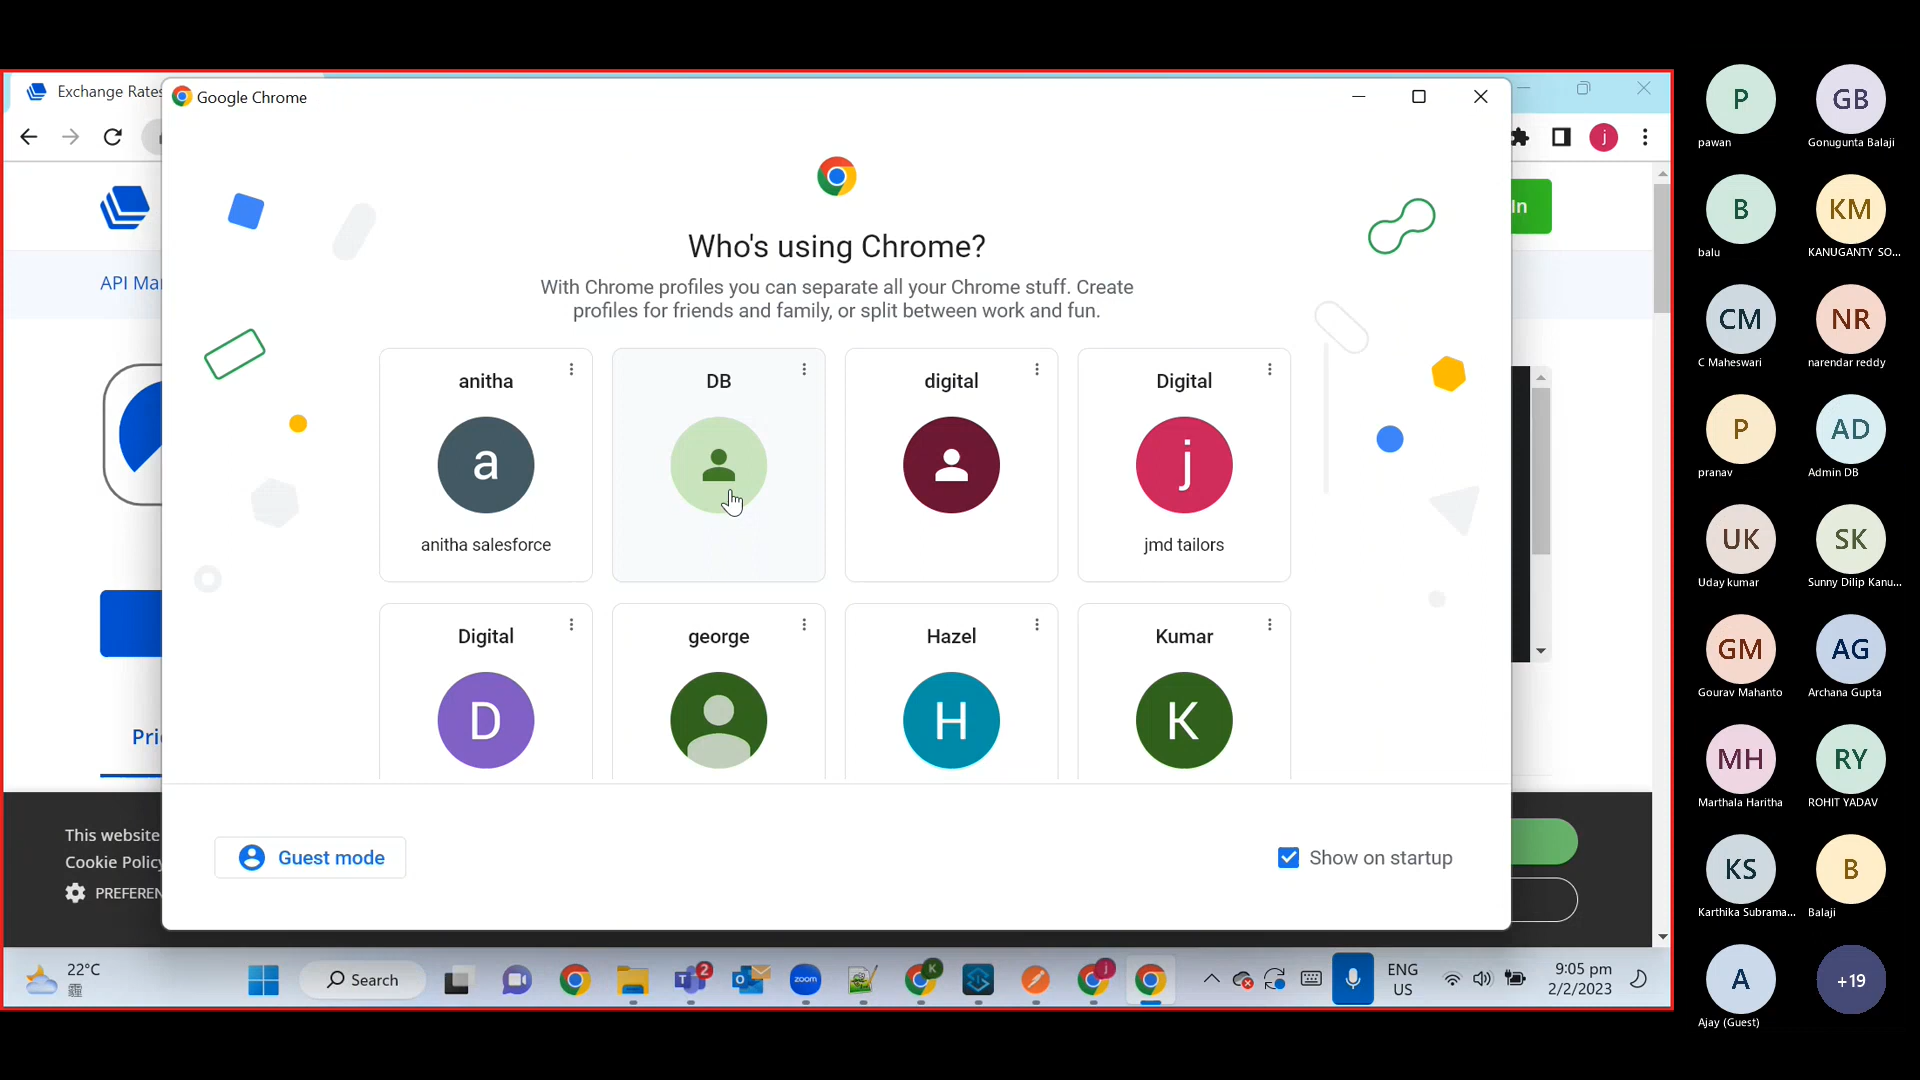 Exchange Rates
Google Chrome
j
In
API Mar
Who's using Chrome?
With Chrome profiles you can separate all your Chrome stuff. Create
profiles for friends and family, or split between work and fun.
anitha
a
anitha salesforce
DB
digital
Digital
j
jmd tailors
Digital
D
george
Hazel
H
Kumar
K
Guest mode
Show on startup
This website
Cookie Policy
PREFEREN
22°C
霾
Search
2
zoom
K
j
ENG
US
9:05 pm
2/2/2023
P
pawan
GB
Gonugunta Balaji
B
balu
KM
KANUGANTY SO...
CM
C Maheswari
NR
narendar reddy
P
pranav
AD
Admin DB
UK
Uday kumar
SK
Sunny Dilip Kanu...
GM
Gourav Mahanto
AG
Archana Gupta
MH
Marthala Haritha
RY
ROHIT YADAV
KS
Karthika Subrama...
B
Balaji
A
Ajay (Guest)
+19